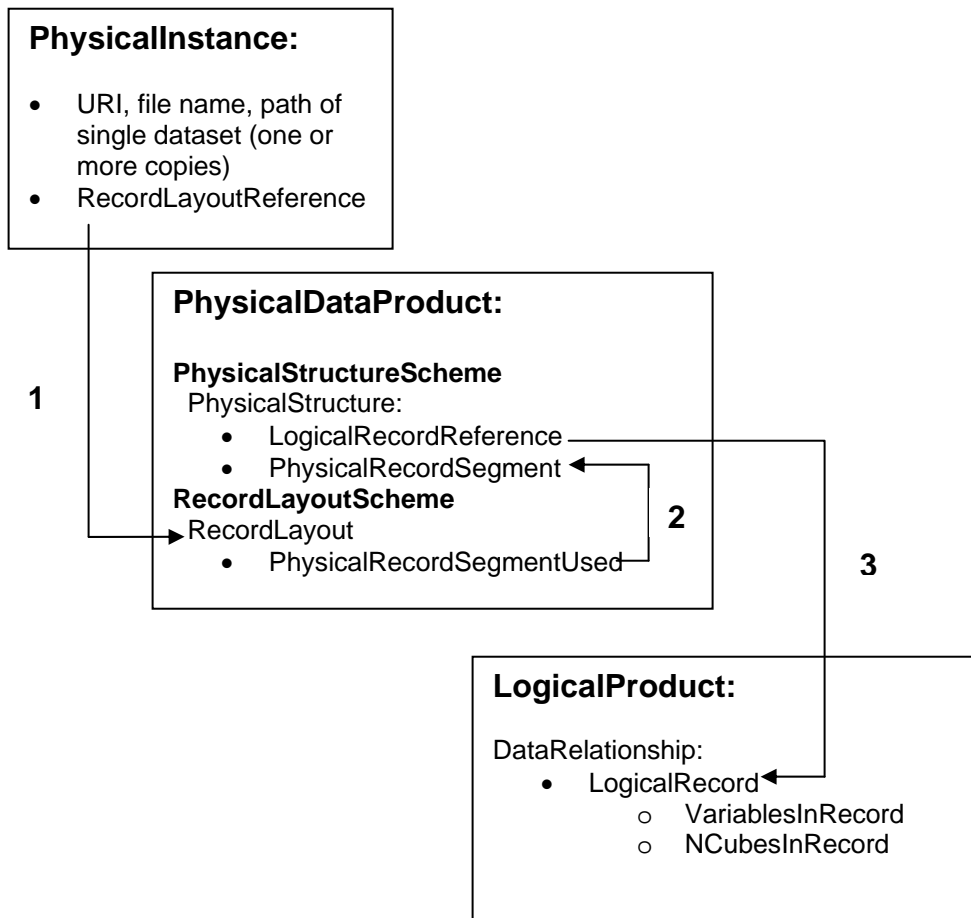 PhysicalInstance:
• URI, file name, path of
single dataset (one or
more copies)
• RecordLayoutReference
PhysicalDataProduct:
PhysicalStructureScheme
PhysicalStructure:
• LogicalRecordReference
• PhysicalRecordSegment
RecordLayoutScheme
RecordLayout
• PhysicalRecordSegmentUsed
1
2
3
LogicalProduct:
DataRelationship:
• LogicalRecord
o VariablesInRecord
o NCubesInRecord